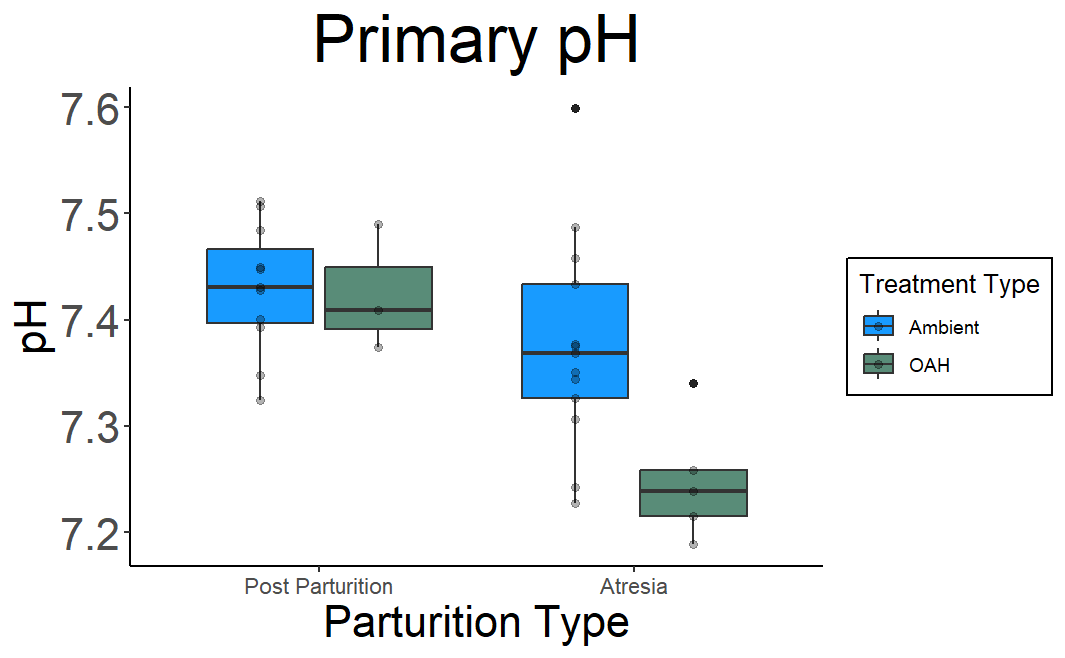 Primary pH
7.6
7.5
7.4
7.3
7.2
pH
Post Parturition
Atresia
Parturition Type
Treatment Type
Ambient
OAH